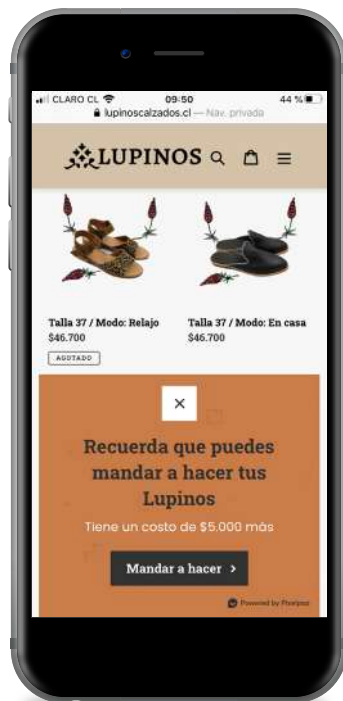 CLARO CL 09:50 44 %
lupinoscalzados.cl — Nav. privada
LUPINOS
Talla 37 / Modo: Relajo Talla 37 / Modo: En casa
$46.700 $46.700
AGOTADO
Recuerda que puedes
mandar a hacer tus
Lupinos
Tiene un costo de $5.000 más
Mandar a hacer
Powered by Pixelpop